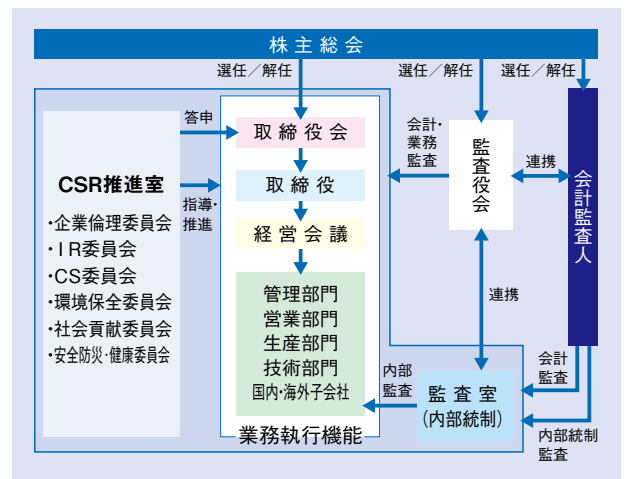 株主総会
選任／解任
選任／解任
選任／解任
答申
取締役会
会計・
業務
監査
監査役会
連携
会計監査人
CSR推進室
取締役
指導・
推進
・企業倫理委員会
・IR委員会
・CS委員会
・環境保全委員会
・社会貢献委員会
・安全防災・健康委員会
経営会議
管理部門
営業部門
生産部門
技術部門
国内・海外子会社
連携
内部
監査
監査室
（内部統制）
会計
監査
業務執行機能
内部統制
監査